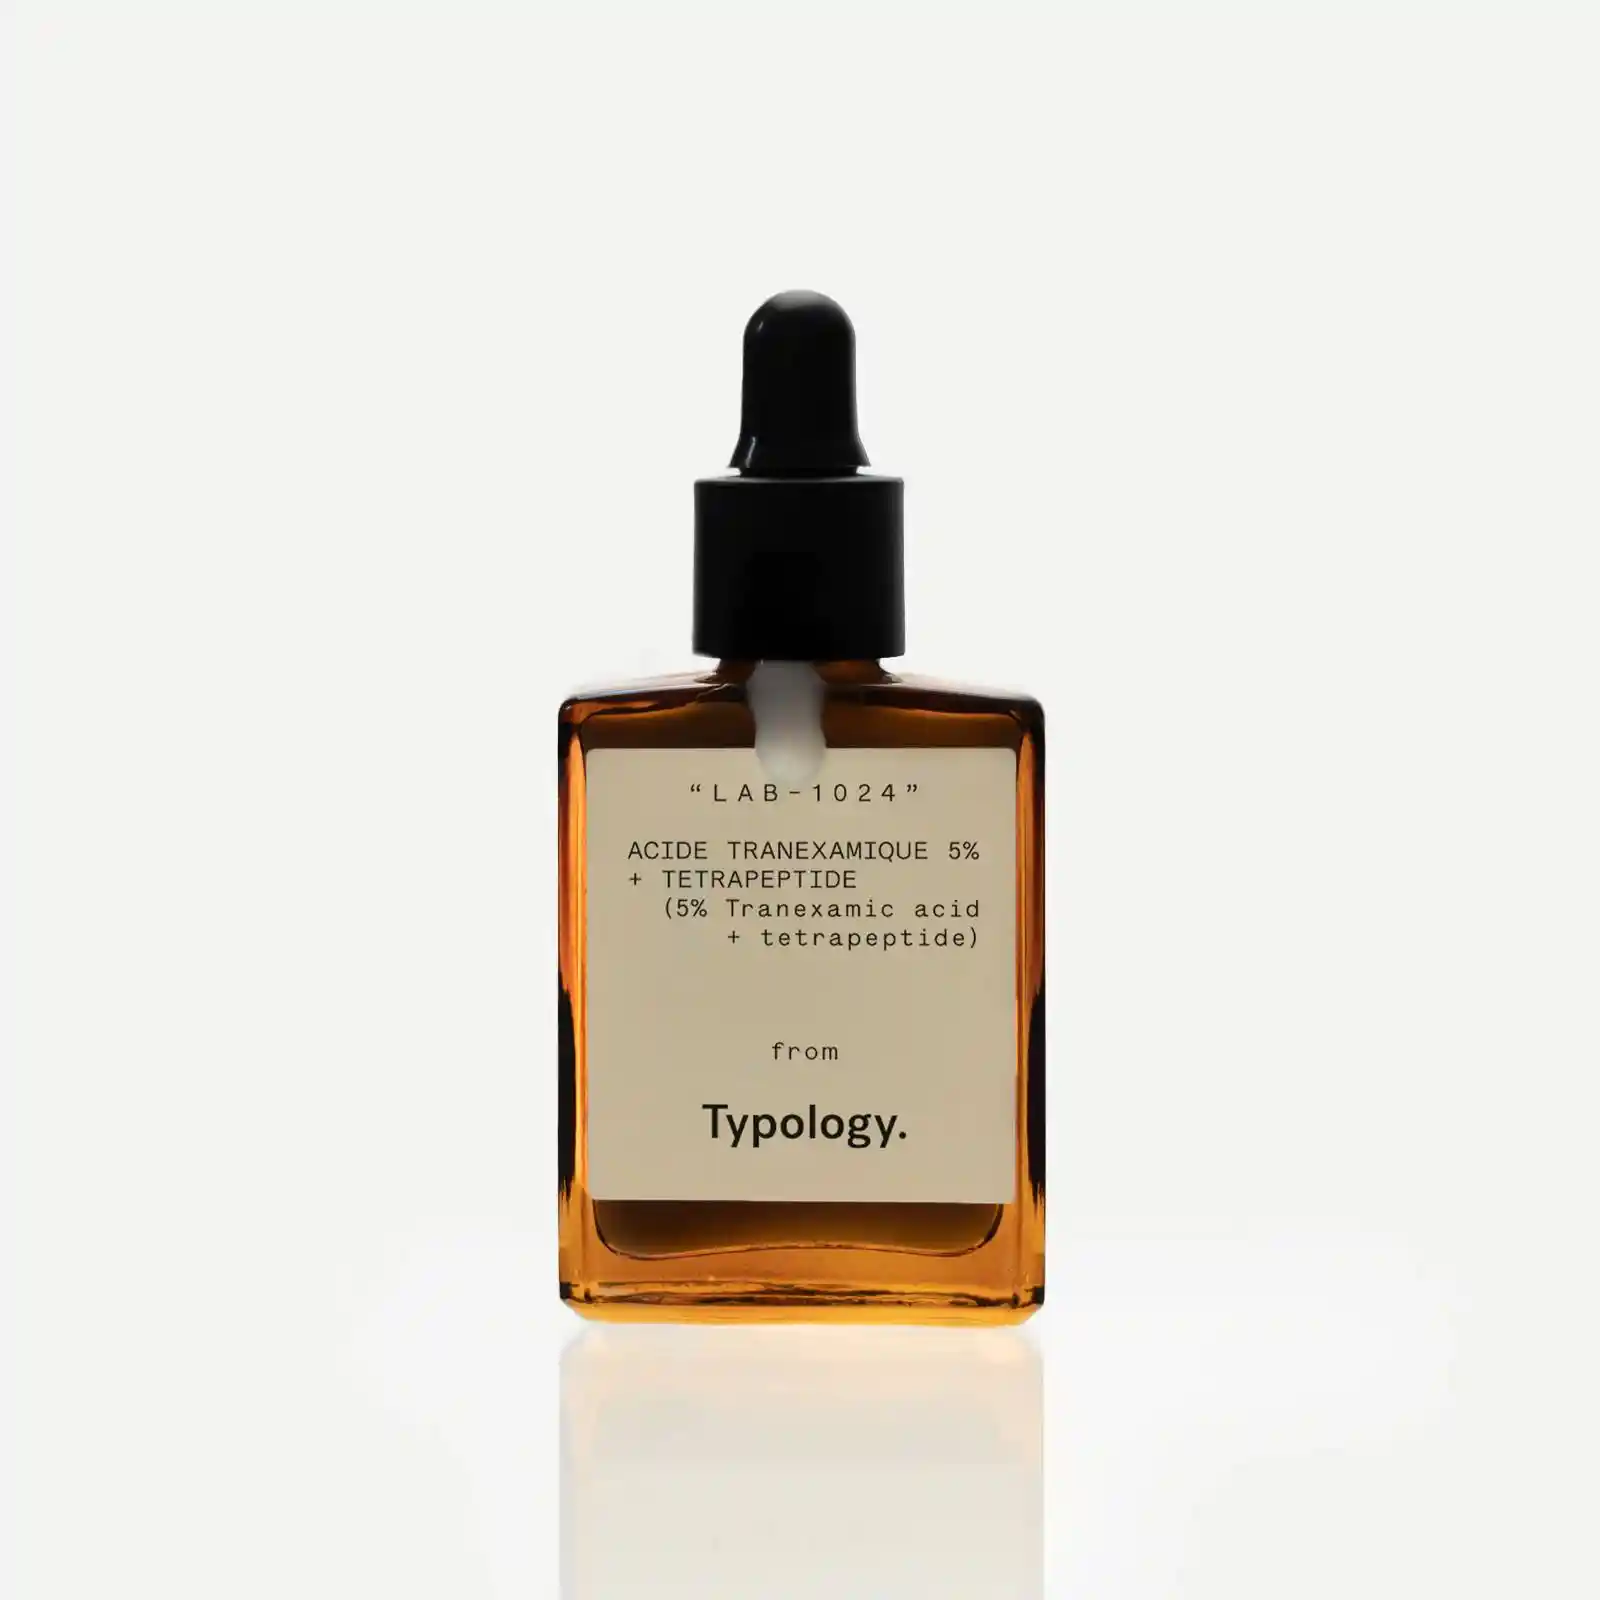 “LAB-1024”
ACIDE TRANEXAMIQUE 5%
+ TETRAPEPTIDE
(5% Tranexamic acid
+ tetrapeptide)
from
Typology.